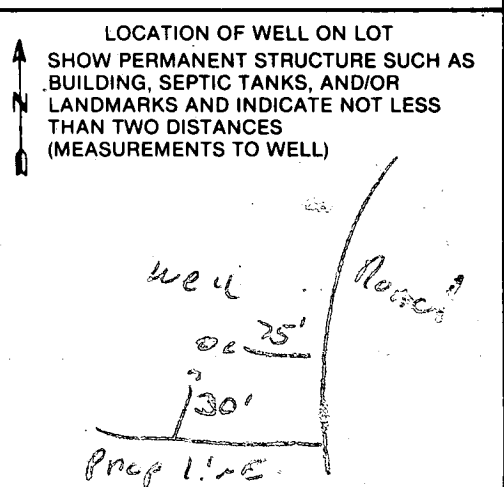 LOCATION OF WELL ON LOT
SHOW PERMANENT STRUCTURE SUCH AS
BUILDING, SEPTIC TANKS, AND/OR
LANDMARKS AND INDICATE NOT LESS
THAN TWO DISTANCES
(MEASUREMENTS TO WELL)
N
well
Road
25'
30'
Prop LINE